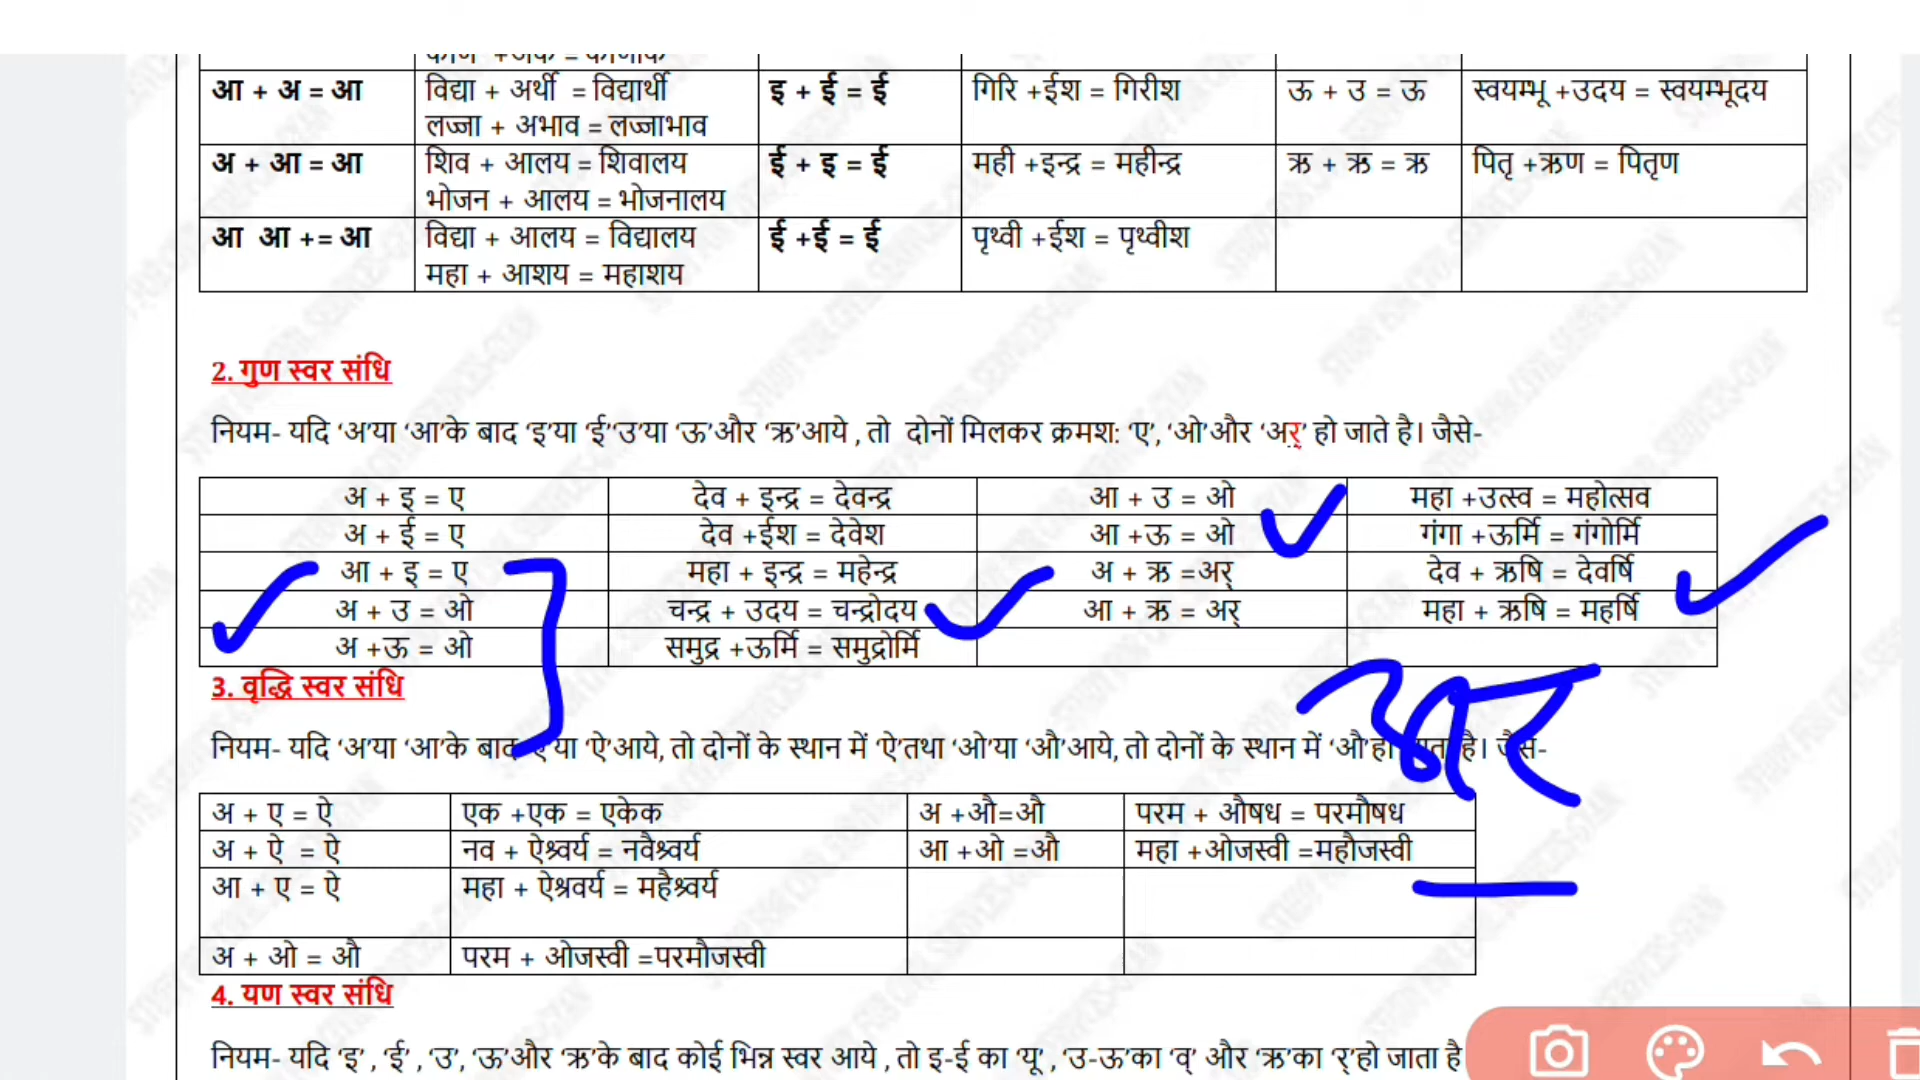 आ + अ = आ विद्या + अर्थी = विद्यार्थी इ + ई = ई गिरि +ईश = गिरीश ऊ + उ = ऊ स्वयम्भू +उदय = स्वयम्भूदय
लज्जा + अभाव = लज्जाभाव
अ + आ = आ शिव + आलय = शिवालय ई + इ = ई मही +इन्द्र = महीन्द्र ऋ + ऋ = ऋ पितृ +ऋण = पितृण
भोजन + आलय = भोजनालय
आ आ += आ विद्या + आलय = विद्यालय ई +ई = ई पृथ्वी +ईश = पृथ्वीश
महा + आशय = महाशय
2. गुण स्वर संधि
नियम- यदि ‘अ’या ‘आ’के बाद ‘इ’या ‘ई’‘उ’या ‘ऊ’और ‘ऋ’आये , तो दोनों मिलकर क्रमश: ‘ए’, ‘ओ’और ‘अर्’ हो जाते है। जैसे-
अ + इ = ए देव + इन्द्र = देवन्द्र आ + उ = ओ महा +उत्स्व = महोत्सव
अ + ई = ए देव +ईश = देवेश आ +ऊ = ओ गंगा +ऊर्मि = गंगोर्मि
आ + इ = ए महा + इन्द्र = महेन्द्र अ + ऋ =अर् देव + ऋषि = देवर्षि
अ + उ = ओ चन्द्र + उदय = चन्द्रोदय आ + ऋ = अर् महा + ऋषि = महर्षि
अ +ऊ = ओ समुद्र +ऊर्मि = समुद्रोर्मि
3. वृद्धि स्वर संधि
नियम- यदि ‘अ’या ‘आ’के बाद ‘ए’या ‘ऐ’आये, तो दोनों के स्थान में ‘ऐ’तथा ‘ओ’या ‘औ’आये, तो दोनों के स्थान में ‘औ’हो जाता है। जैसे-
अ + ए = ऐ एक +एक = एकेक अ +औ=औ परम + औषध = परमौषध
अ + ऐ = ऐ नव + ऐश्वर्य = नवैश्वर्य आ +ओ =औ महा +ओजस्वी =महौजस्वी
आ + ए = ऐ महा + ऐश्रवर्य = महैश्वर्य
अ + ओ = औ परम + ओजस्वी =परमौजस्वी
4. यण स्वर संधि
नियम- यदि ‘इ’, ‘ई’, ‘उ’, ‘ऊ’और ‘ऋ’के बाद कोई भिन्न स्वर आये , तो इ-ई का ‘यू’, ‘उ-ऊ’का ‘व्’ और ‘ऋ’का ‘र्’हो जाता है